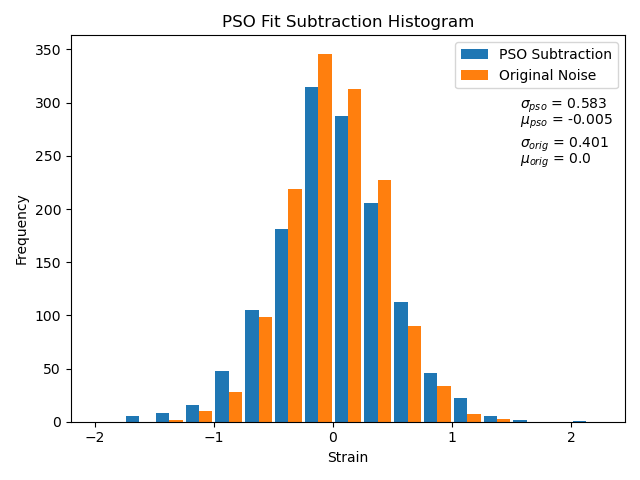 PSO Fit Subtraction Histogram
PSO Subtraction
Original Noise
σpso = 0.583
μpso = -0.005
σorig = 0.401
μorig = 0.0
Frequency
350
300
250
200
150
100
50
0
−2 −1 0 1 2
Strain